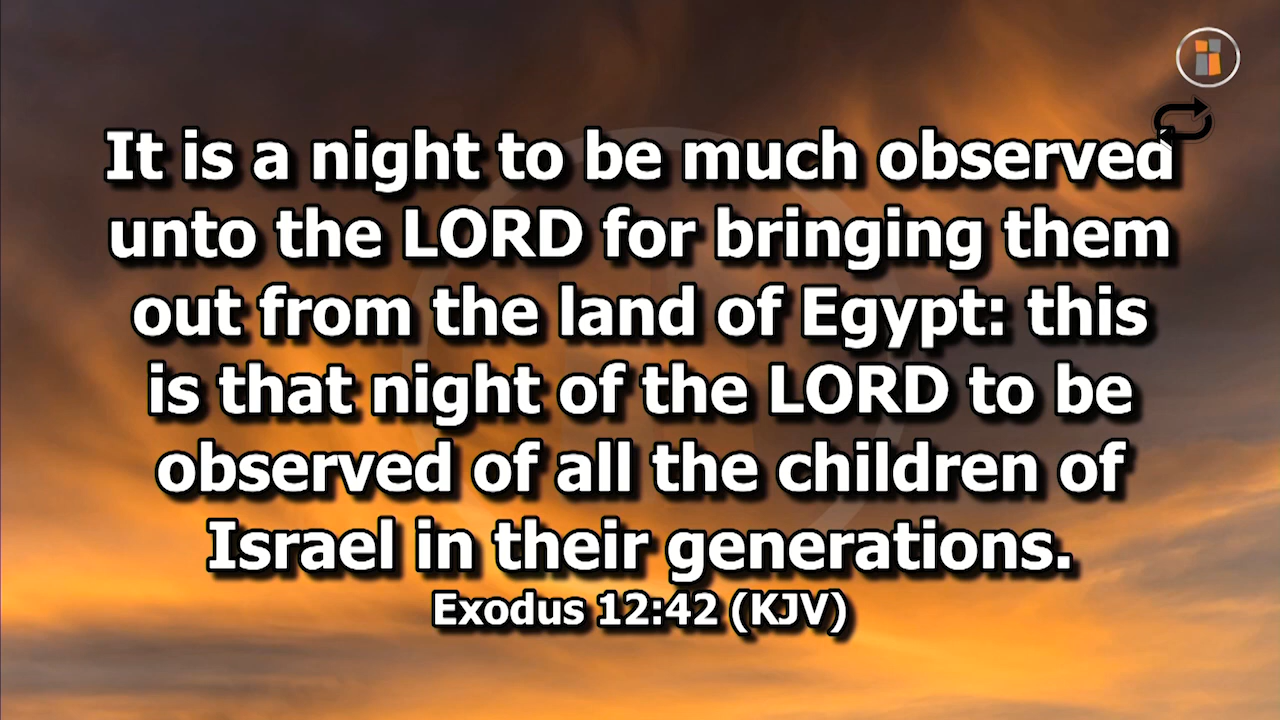 It is a night to be much observed
unto the LORD for bringing them
out from the land of Egypt: this
is that night of the LORD to be
observed of all the children of
Israel in their generations.
Exodus 12:42 (KJV)